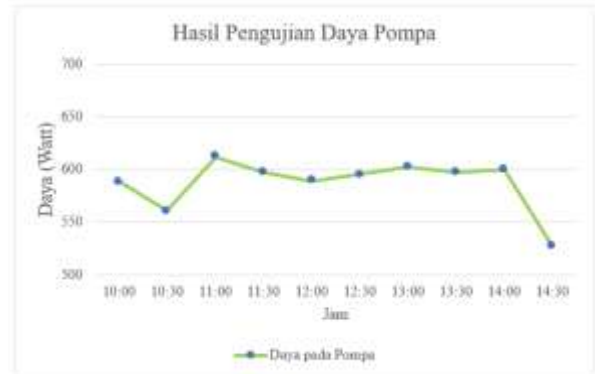 Hasil Pengujian Daya Pompa
Daya (Watt)
700
650
600
550
500
10:00 10:30 11:00 11:30 12:00 12:30 13:00 13:30 14:00 14:30
Jam
Daya pada Pompa